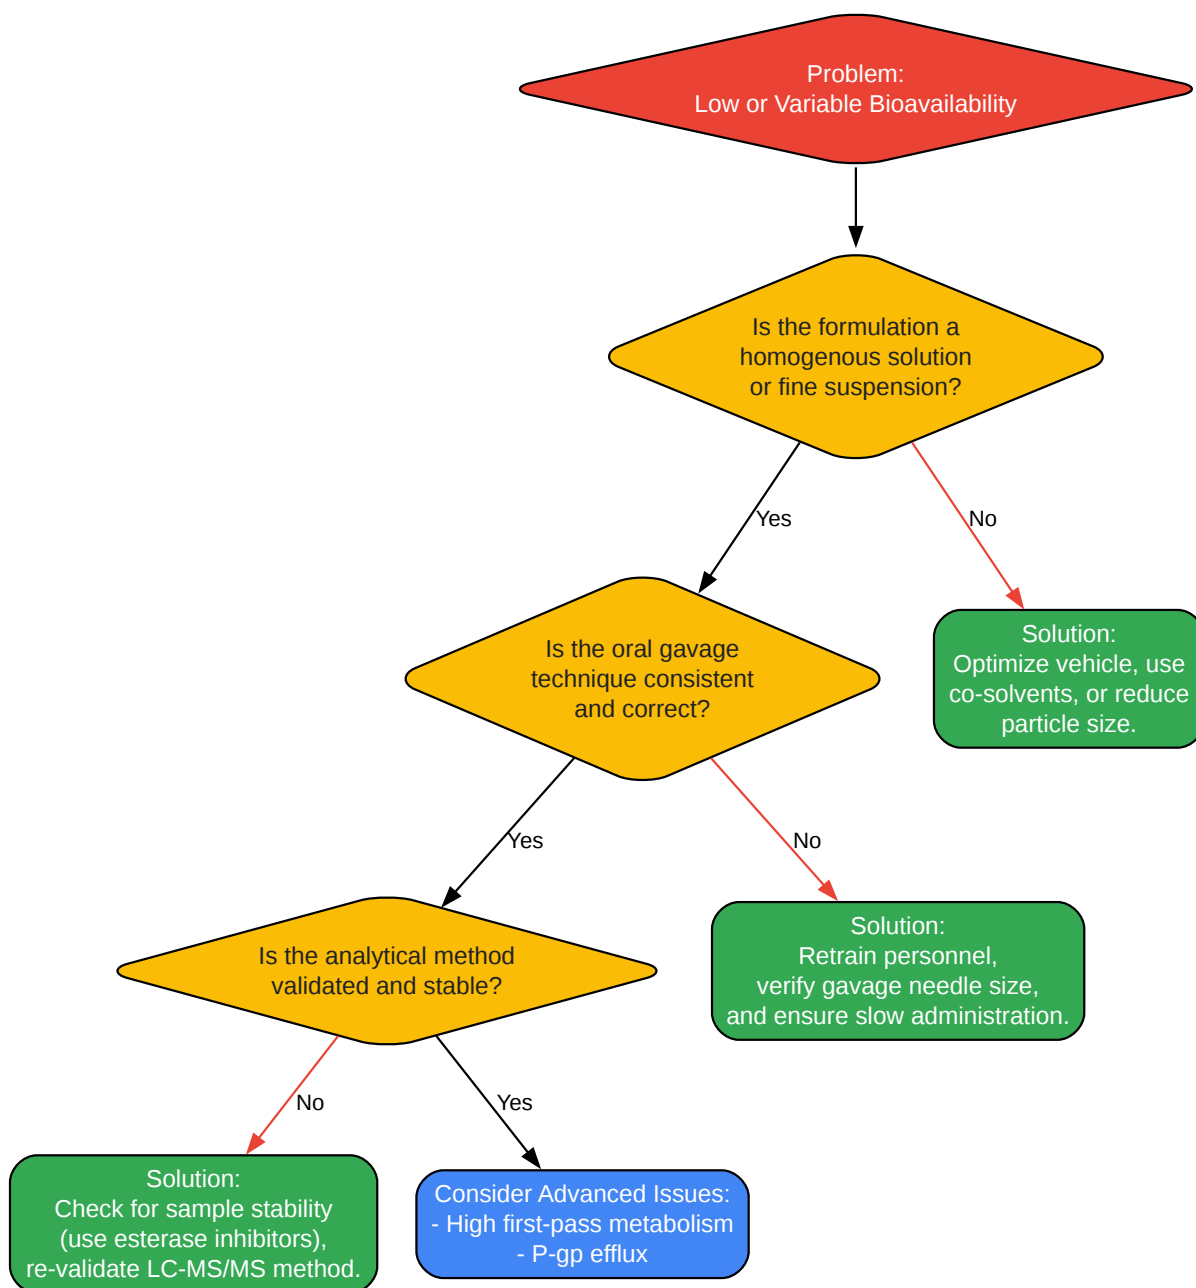 Problem:
Low or Variable Bioavailability
Is the formulation a
homogenous solution
or fine suspension?
Yes
No
Is the oral gavage
technique consistent
and correct?
Solution:
Optimize vehicle, use
co-solvents, or reduce
particle size.
Yes
No
Is the analytical method
validated and stable?
Solution:
Retrain personnel,
verify gavage needle size,
and ensure slow administration.
No
Yes
Solution:
Check for sample stability
(use esterase inhibitors),
re-validate LC-MS/MS method.
Consider Advanced Issues:
- High first-pass metabolism
- P-gp efflux